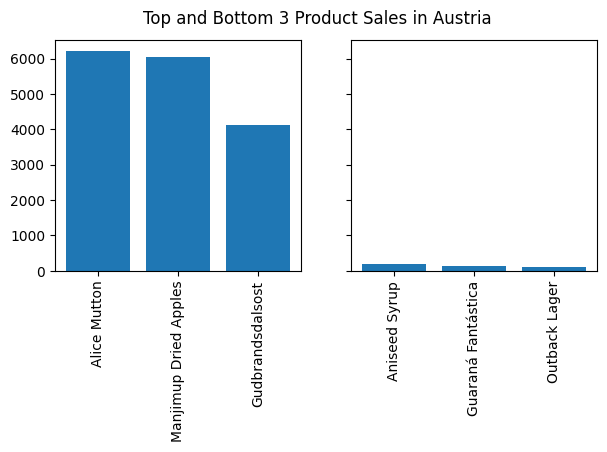 Top and Bottom 3 Product Sales in Austria
6000
5000
4000
3000
2000
1000
0
Alice Mutton
Manjimup Dried Apples
Gudbrandsdalsost
Aniseed Syrup
Guaraná Fantástica
Outback Lager